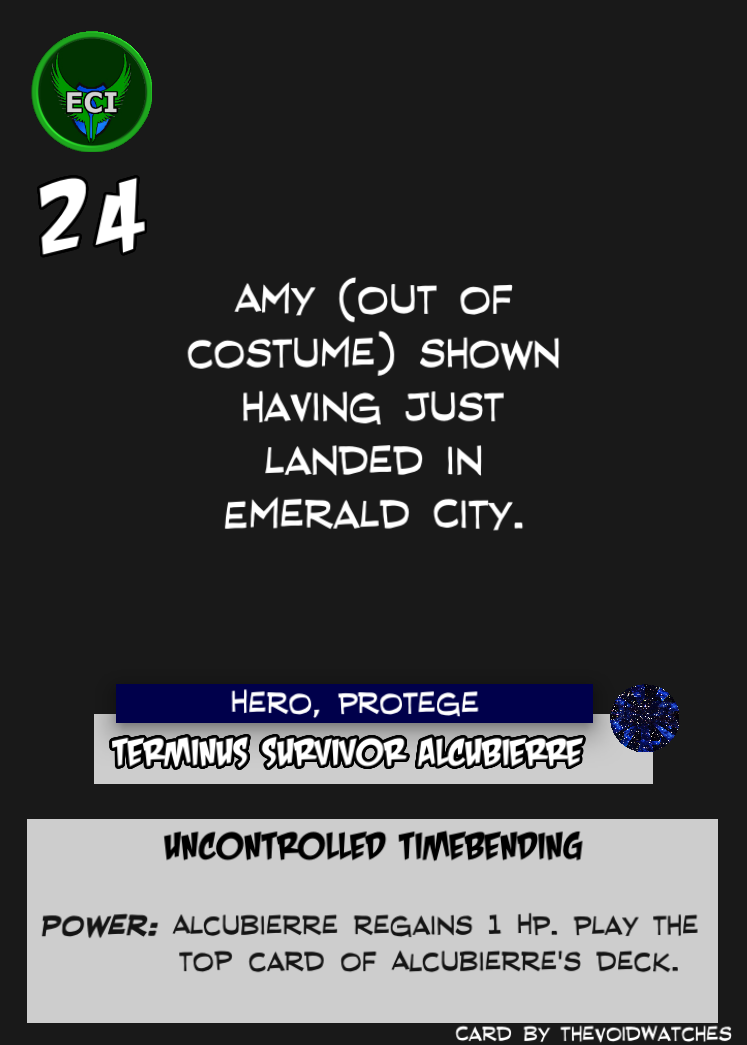 ECI
24
AMY (OUT OF
COSTUME) SHOWN
HAVING JUST
LANDED IN
EMERALD CITY.
HERO, PROTEGE
TERMINUS SURVIVOR ALCUBIERRE
UNCONTROLLED TIMEBENDING
POWER: ALCUBIERRE REGAINS 1 HP. PLAY THE
TOP CARD OF ALCUBIERRE'S DECK.
CARD BY THEVOIDWATCHES